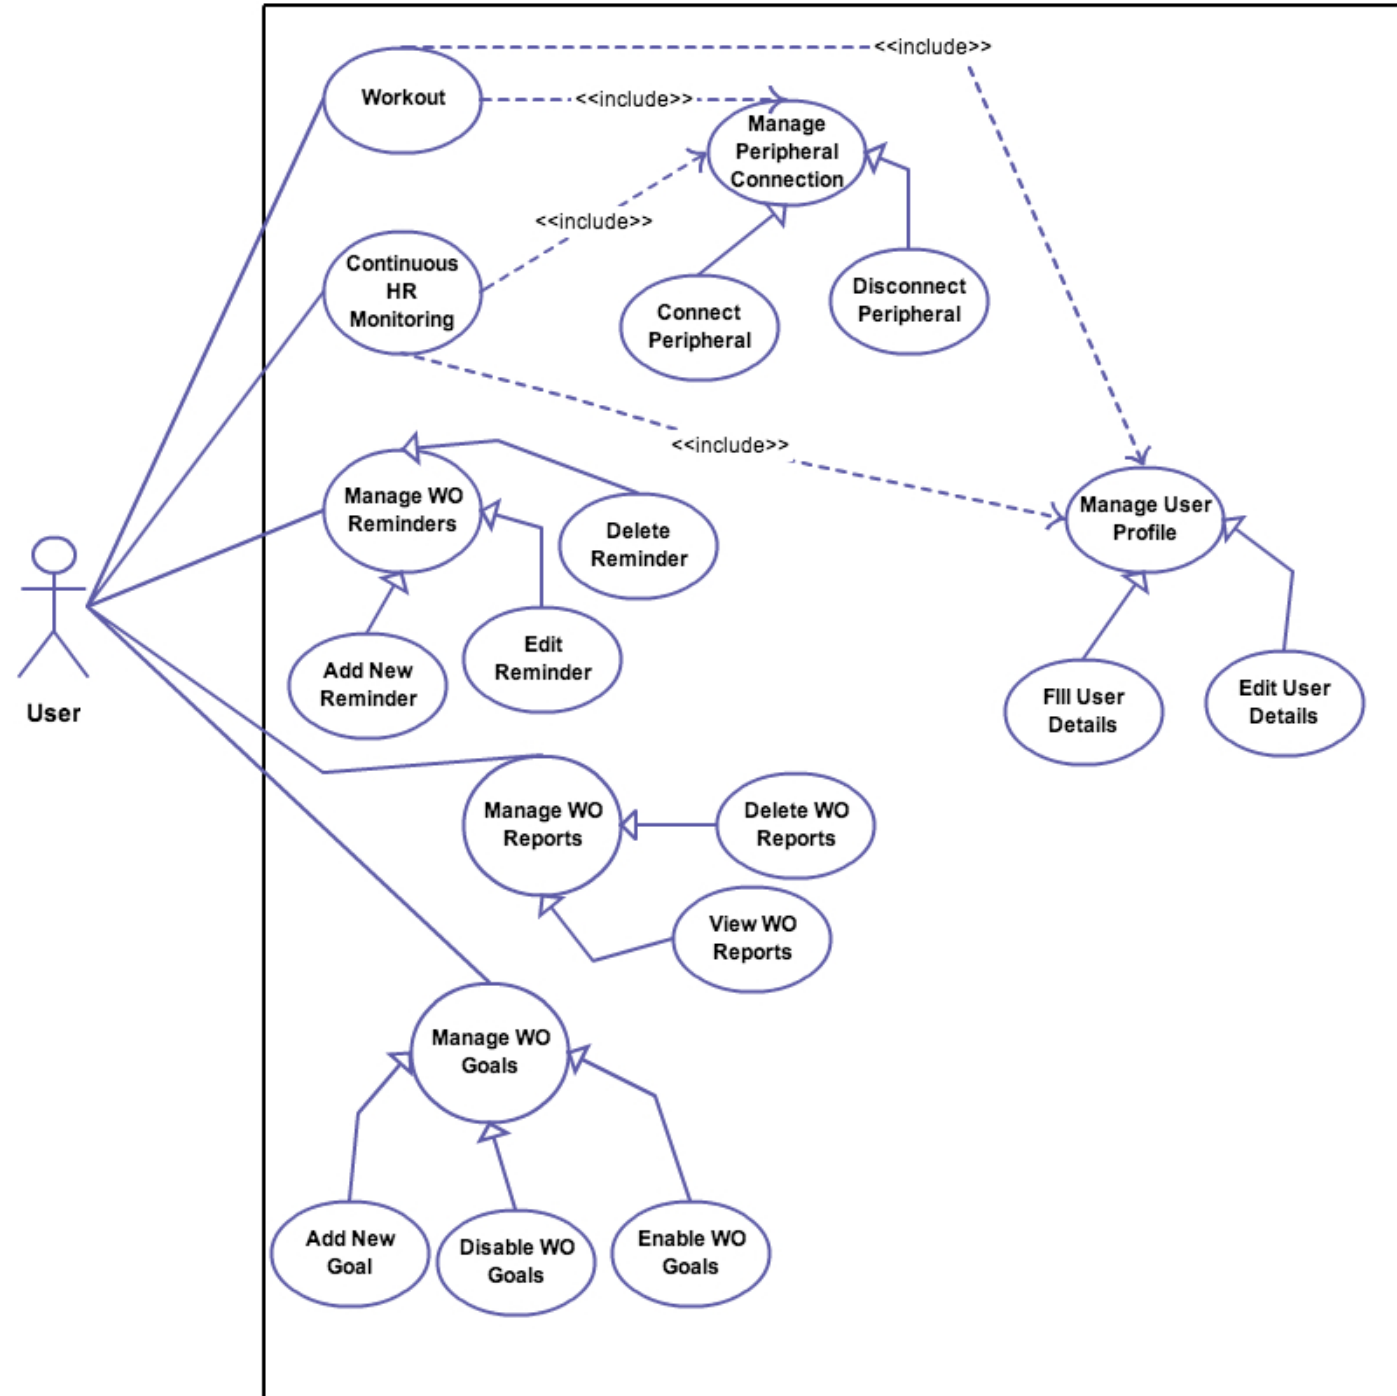 <<include>>
Workout
<<include>>
Manage
Peripheral
Connection
<<include>>
Continuous
HR
Monitoring
Disconnect
Peripheral
Connect
Peripheral
<<include>>
Manage WO
Reminders
Delete
Reminder
Manage User
Profile
Edit
Reminder
Add New
Reminder
User
FIll User
Details
Edit User
Details
Manage WO
Reports
Delete WO
Reports
View WO
Reports
Manage WO
Goals
Add New
Goal
Disable WO
Goals
Enable WO
Goals